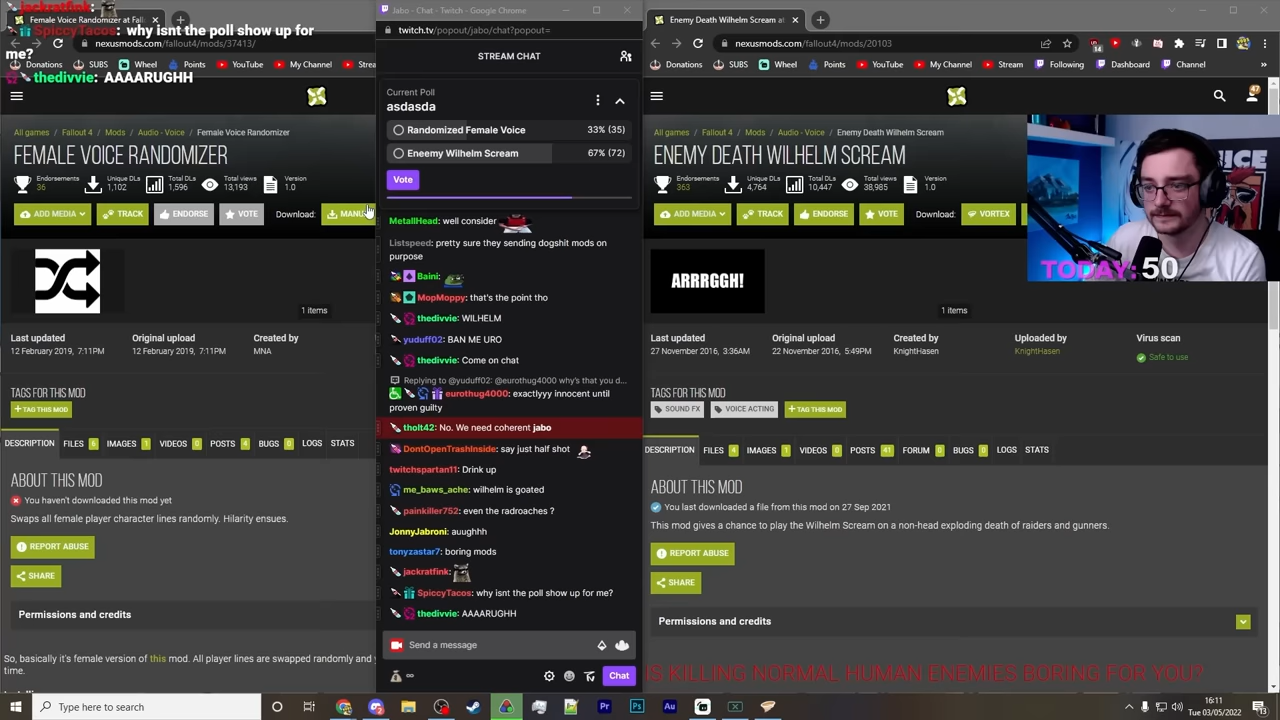 jackratfink:
SpiccyTacos: why isnt the poll show up for
me?
thedivvie: AAAARUGHH
Female Voice Randomizer at Fall
nexusmods.com/fallout4/mods/37413/
Donations
SUBS
Wheel
Points
YouTube
My Channel
All games / Fallout 4 / Mods / Audio - Voice / Female Voice Randomizer
FEMALE VOICE RANDOMIZER
Endorsements
36
Unique DLs
1,102
Total DLs
1,596
Total views
13,193
Version
1.0
ADD MEDIA
TRACK
ENDORSE
VOTE
Download:
MANU
1 items
Last updated
12 February 2019, 7:11PM
Original upload
12 February 2019, 7:11PM
Created by
MNA
TAGS FOR THIS MOD
+ TAG THIS MOD
DESCRIPTION
FILES 6
IMAGES 1
VIDEOS 0
POSTS 4
BUGS 0
LOGS
STATS
ABOUT THIS MOD
You haven't downloaded this mod yet
Swaps all female player character lines randomly. Hilarity ensues.
REPORT ABUSE
SHARE
Permissions and credits
So, basically it's female version of this mod. All player lines are swapped randomly and
time.
Jabo - Chat - Twitch - Google Chrome
twitch.tv/popout/jabo/chat?popout=
STREAM CHAT
Current Poll
asdasda
Randomized Female Voice 33% (35)
Eneemy Wilhelm Scream 67% (72)
Vote
MetallHead: well consider
Listspeed: pretty sure they sending dogshit mods on
purpose
Baini:
MopMoppy: that's the point tho
thedivvie: WILHELM
yuduff02: BAN ME URO
thedivvie: Come on chat
Replying to @yuduff02: @eurothug4000 why's that you d...
eurothug4000: exactlyyy innocent until
proven guilty
tholt42: No. We need coherent jabo
DontOpenTrashInside: say just half shot
twitchspartan11: Drink up
me_baws_ache: wilhelm is goated
painkiller752: even the radroaches ?
JonnyJabroni: auughhh
tonyzastar7: boring mods
jackratfink:
SpiccyTacos: why isnt the poll show up for me?
thedivvie: AAAARUGHH
Send a message
Chat
Enemy Death Wilhelm Scream at
nexusmods.com/fallout4/mods/20103
Donations
SUBS
Wheel
Points
YouTube
My Channel
Stream
Followed
Dashboard
Channel
All games / Fallout 4 / Mods / Audio - Voice / Enemy Death Wilhelm Scream
ENEMY DEATH WILHELM SCREAM
Endorsements
363
Unique DLs
4,764
Total DLs
10,447
Total views
38,985
Version
1.0
ADD MEDIA
TRACK
ENDORSE
VOTE
Download:
VORTEX
ARRRGGH!
1 items
TODAY: 50
Last updated
27 November 2016, 3:36AM
Original upload
22 November 2016, 5:49PM
Created by
KnightHasen
Uploaded by
KnightHasen
Virus scan
Safe to use
TAGS FOR THIS MOD
SOUND FX
VOICE ACTING
+ TAG THIS MOD
DESCRIPTION
FILES 4
IMAGES 1
VIDEOS 0
POSTS 41
FORUM 0
BUGS 0
LOGS
STATS
ABOUT THIS MOD
You last downloaded a file from this mod on 27 Sep 2021
This mod gives a chance to play the Wilhelm Scream on a non-head exploding death of raiders and gunners.
REPORT ABUSE
SHARE
Permissions and credits
IS KILLING NORMAL HUMAN ENEMIES BORING FOR YOU?
Type here to search
16:11
Tue 03/05/2022